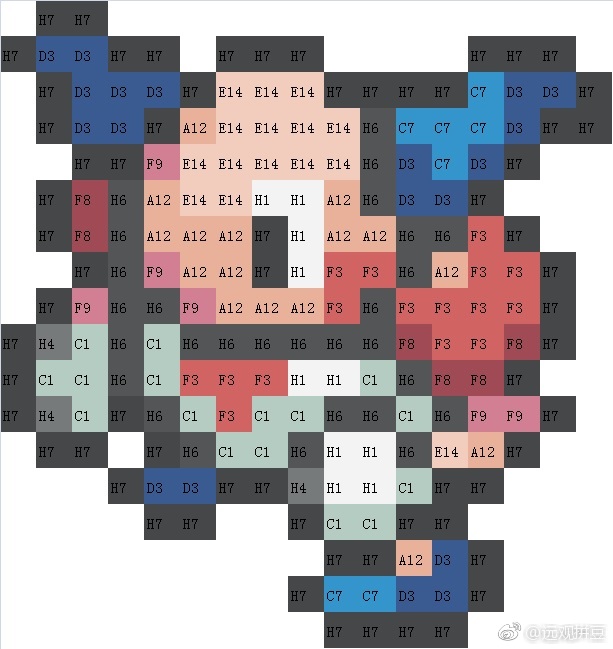 H7 H7
H7 D3 D3 H7 H7 H7 H7 H7 H7 H7 H7
H7 D3 D3 D3 H7 E14 E14 E14 H7 H7 H7 H7 C7 D3 D3 H7
H7 D3 D3 H7 A12 E14 E14 E14 E14 H6 C7 C7 C7 D3 H7 H7
H7 H7 F9 E14 E14 E14 E14 E14 H6 D3 C7 D3 H7
H7 F8 H6 A12 E14 E14 H1 H1 A12 H6 D3 D3 H7
H7 F8 H6 A12 A12 A12 H7 H1 A12 A12 H6 H6 F3 H7
H7 H6 F9 A12 A12 H7 H1 F3 F3 H6 A12 F3 F3 H7
H7 F9 H6 H6 F9 A12 A12 A12 F3 H6 F3 F3 F3 F3 H7
H7 H4 C1 H6 C1 H6 H6 H6 H6 H6 H6 F8 F3 F3 F8 H7
H7 C1 C1 H6 C1 F3 F3 F3 H1 H1 C1 H6 F8 F8 H7
H7 H4 C1 H7 H6 C1 F3 C1 C1 H6 H6 C1 H6 F9 F9 H7
H7 H7 H7 H6 C1 C1 H6 H1 H1 H6 E14 A12 H7
H7 D3 D3 H7 H7 H4 H1 H1 C1 H7 H7
H7 H7 H7 C1 C1 H7 H7
H7 H7 A12 D3 H7
H7 C7 C7 D3 D3 H7
H7 H7 H7 H7
@远观拼豆